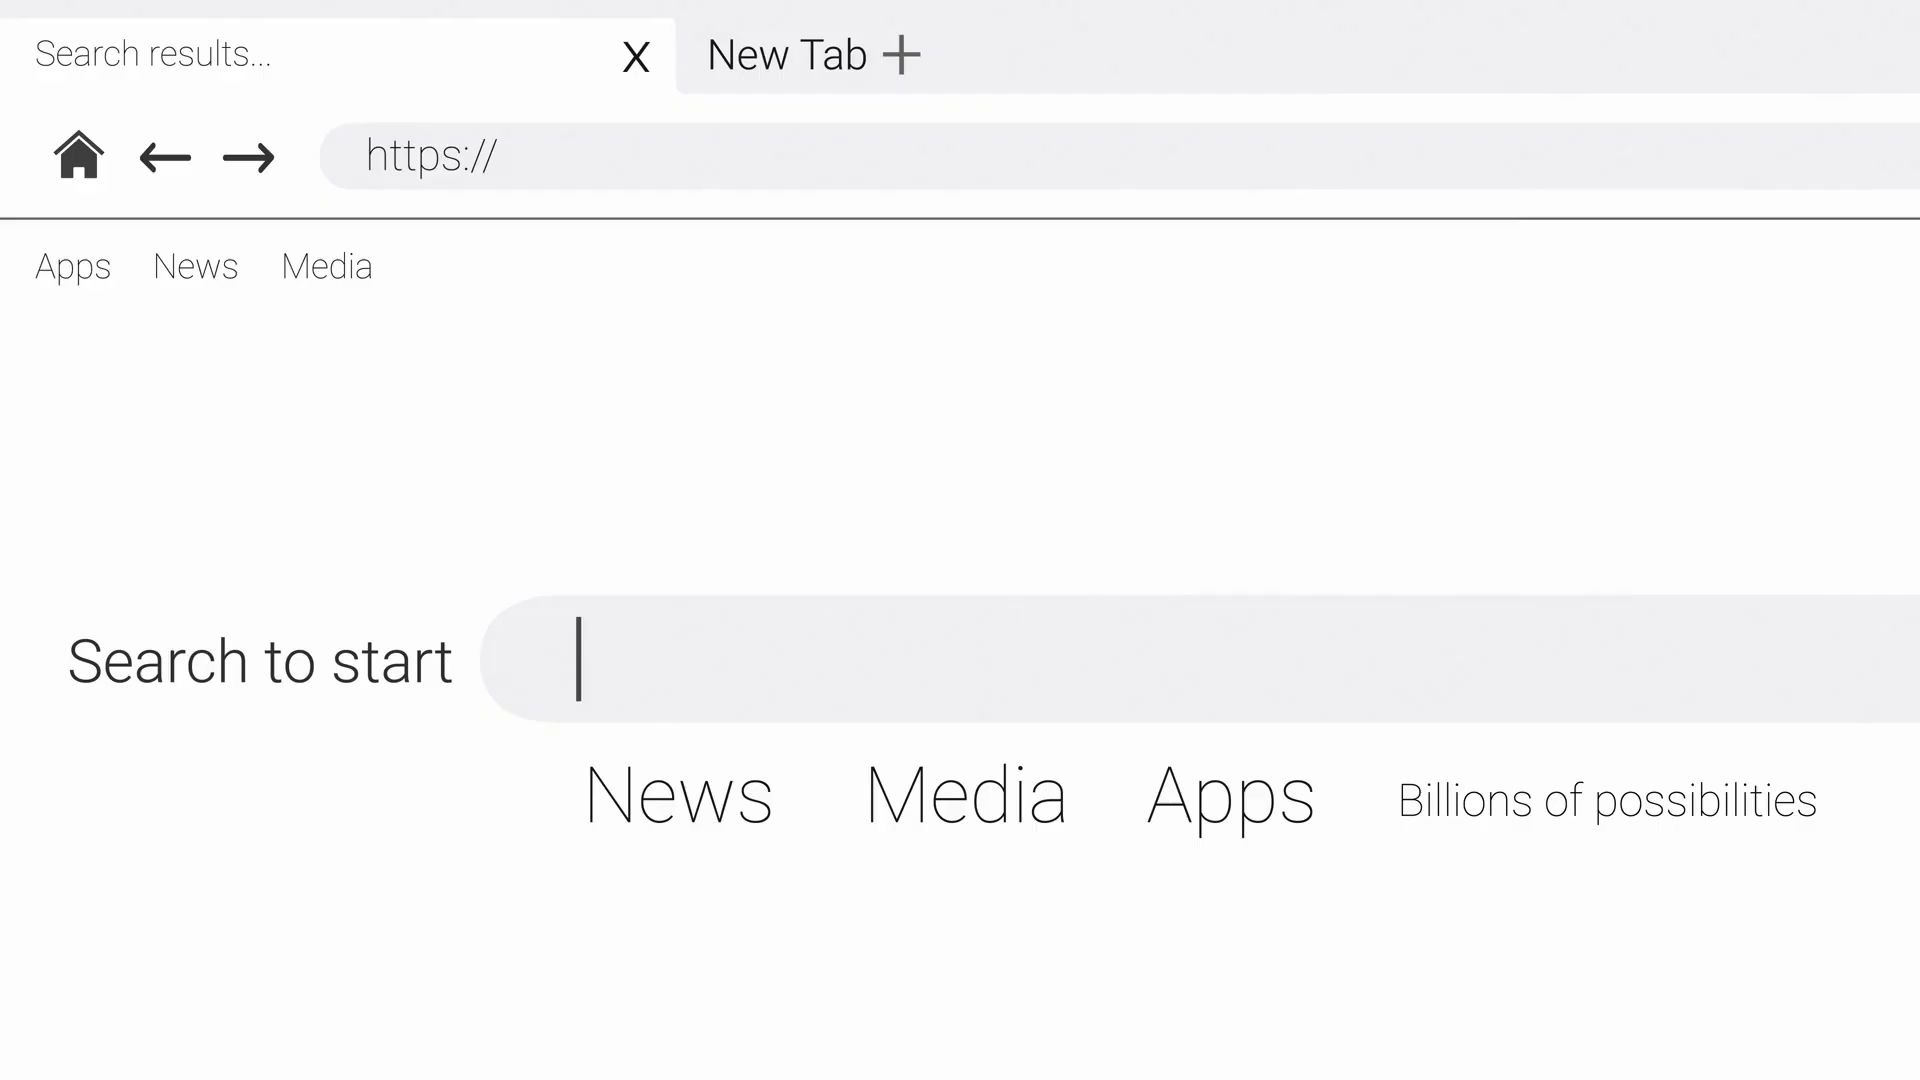 Search results... X New Tab +
https://
Apps News Media
Search to start
News Media Apps Billions of possibilities